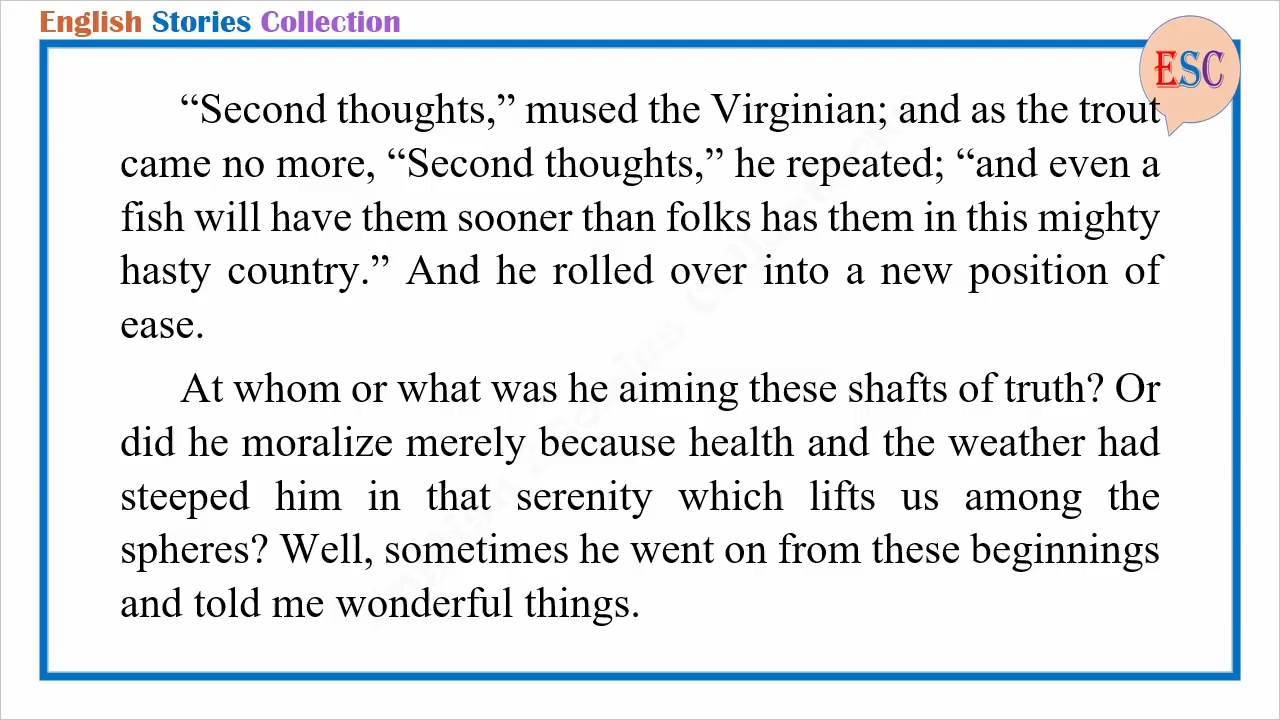 English Stories Collection
ESC
“Second thoughts,” mused the Virginian; and as the trout
came no more, “Second thoughts,” he repeated; “and even a
fish will have them sooner than folks has them in this mighty
hasty country.” And he rolled over into a new position of
ease.
At whom or what was he aiming these shafts of truth? Or
did he moralize merely because health and the weather had
steeped him in that serenity which lifts us among the
spheres? Well, sometimes he went on from these beginnings
and told me wonderful things.